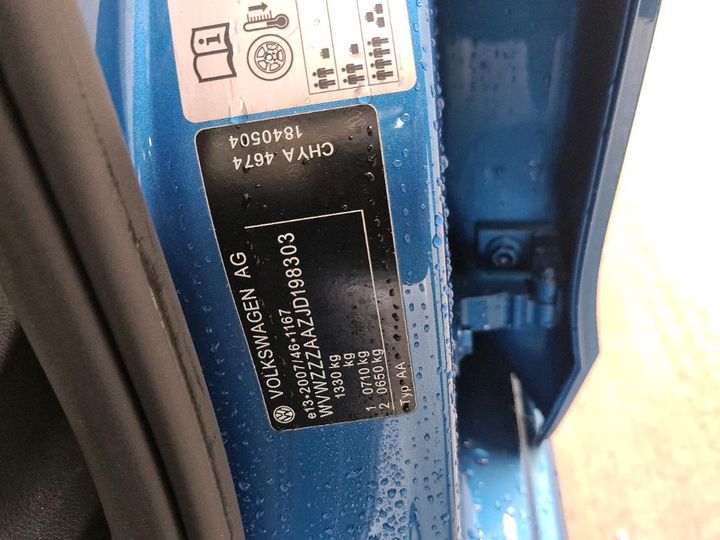 VOLKSWAGEN AG
e13*2007/46*1167
WVWZZZAAZJD198303
1330 kg
kg
1 0710 kg
2 0650 kg
Typ AA
CHYA 4674
1840504